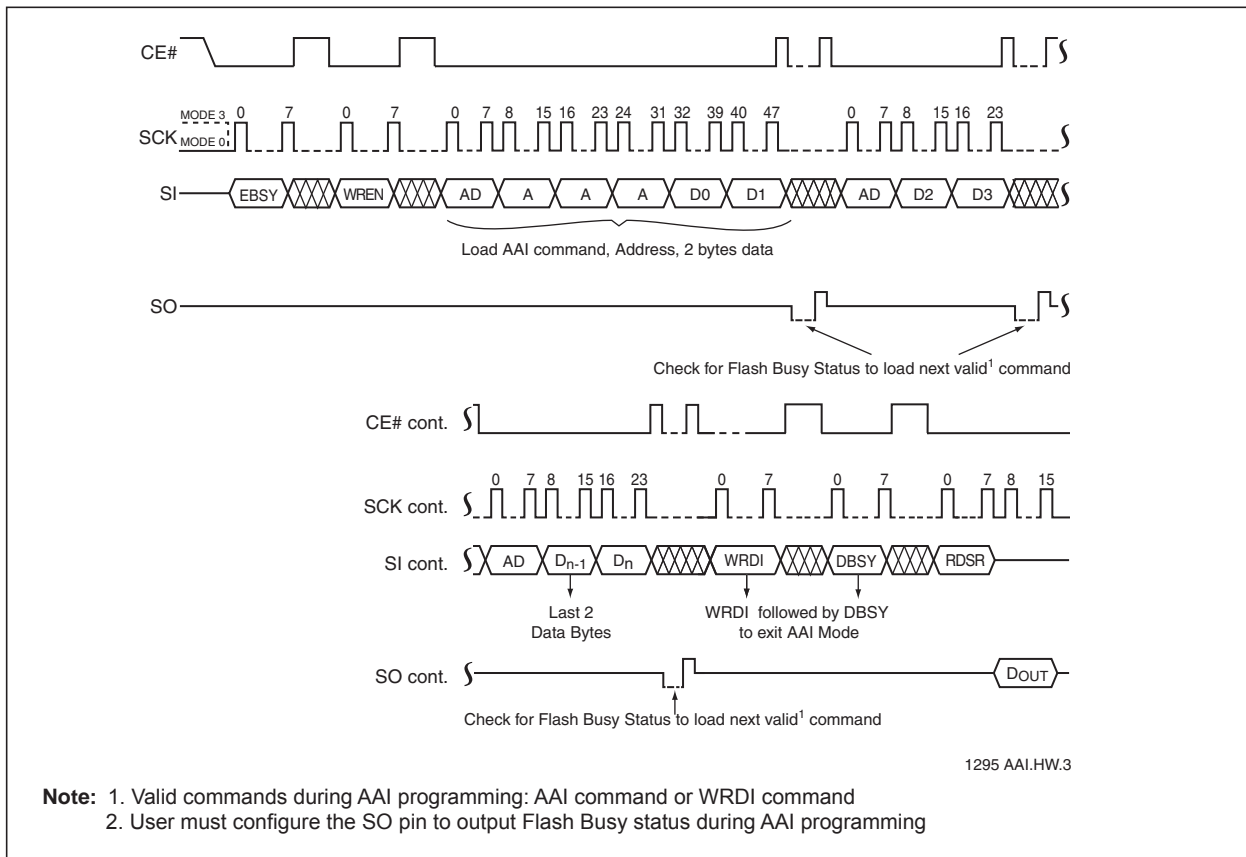 CE#
MODE 3
SCK
MODE 0
0 7 0 7 0 7 8 15 16 23 24 31 32 39 40 47 0 7 8 15 16 23
SI
EBSY WREN AD A A A D0 D1 AD D2 D3
Load AAI command, Address, 2 bytes data
SO
Check for Flash Busy Status to load next valid1 command
CE# cont.
SCK cont.
0 7 8 15 16 23 0 7 0 7 0 7 8 15
SI cont.
AD Dn-1 Dn WRDI DBSY RDSR
Last 2
Data Bytes
WRDI followed by DBSY
to exit AAI Mode
SO cont.
DOUT
Check for Flash Busy Status to load next valid1 command
1295 AAI.HW.3
Note: 1. Valid commands during AAI programming: AAI command or WRDI command
2. User must configure the SO pin to output Flash Busy status during AAI programming